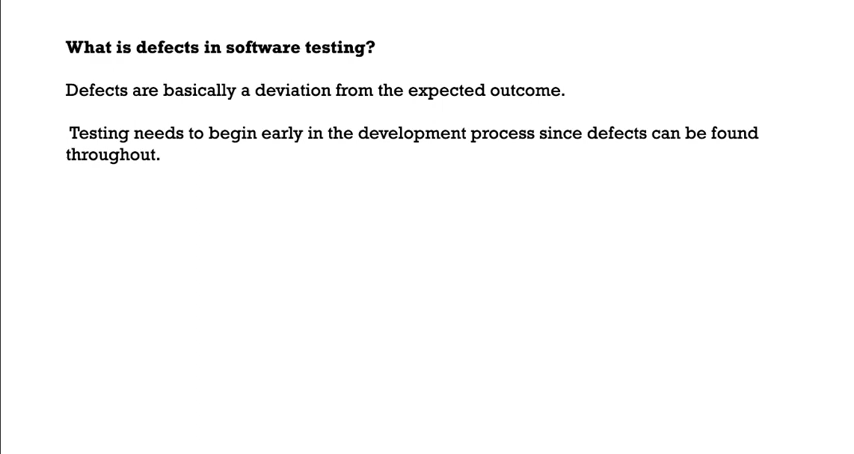 What is defects in software testing?
Defects are basically a deviation from the expected outcome.
Testing needs to begin early in the development process since defects can be found
throughout.